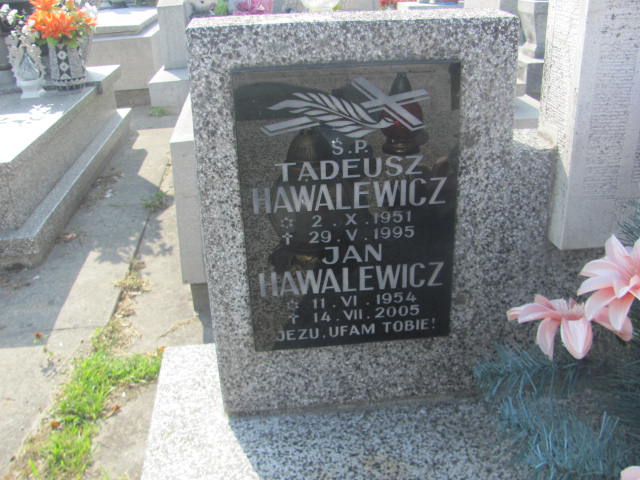 Ś.P.
TADEUSZ
HAWALEWICZ
☆ 2.X.1951
✝ 29.V.1995
JAN
HAWALEWICZ
☆ 11.VI.1954
✝ 14.VII.2005
JEZU, UFAM TOBIE!